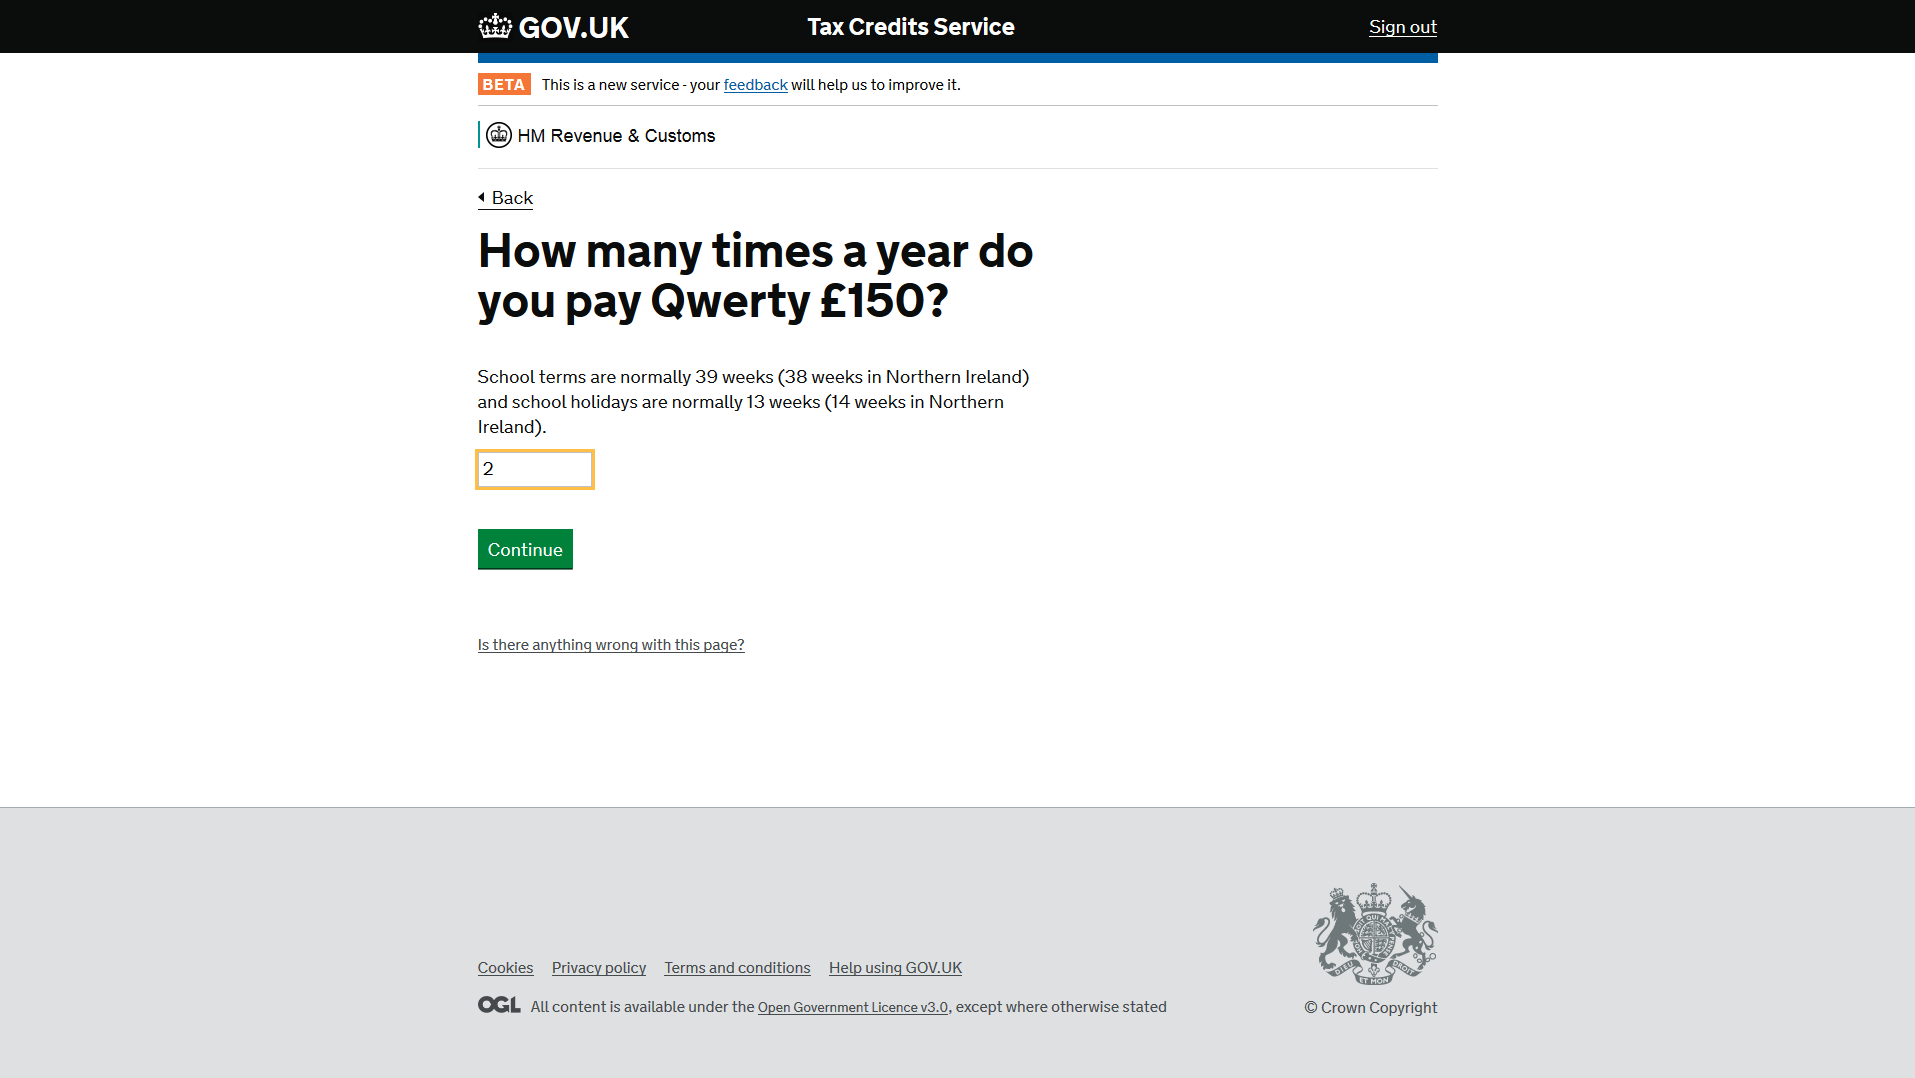 GOV.UK Tax Credits Service Sign out
BETA This is a new service - your feedback will help us to improve it.
HM Revenue & Customs
Back
How many times a year do
you pay Qwerty £150?
School terms are normally 39 weeks (38 weeks in Northern Ireland)
and school holidays are normally 13 weeks (14 weeks in Northern
Ireland).
2
Continue
Is there anything wrong with this page?
Cookies Privacy policy Terms and conditions Help using GOV.UK
OGL All content is available under the Open Government Licence v3.0, except where otherwise stated
DIEU ET MON DROIT
© Crown Copyright